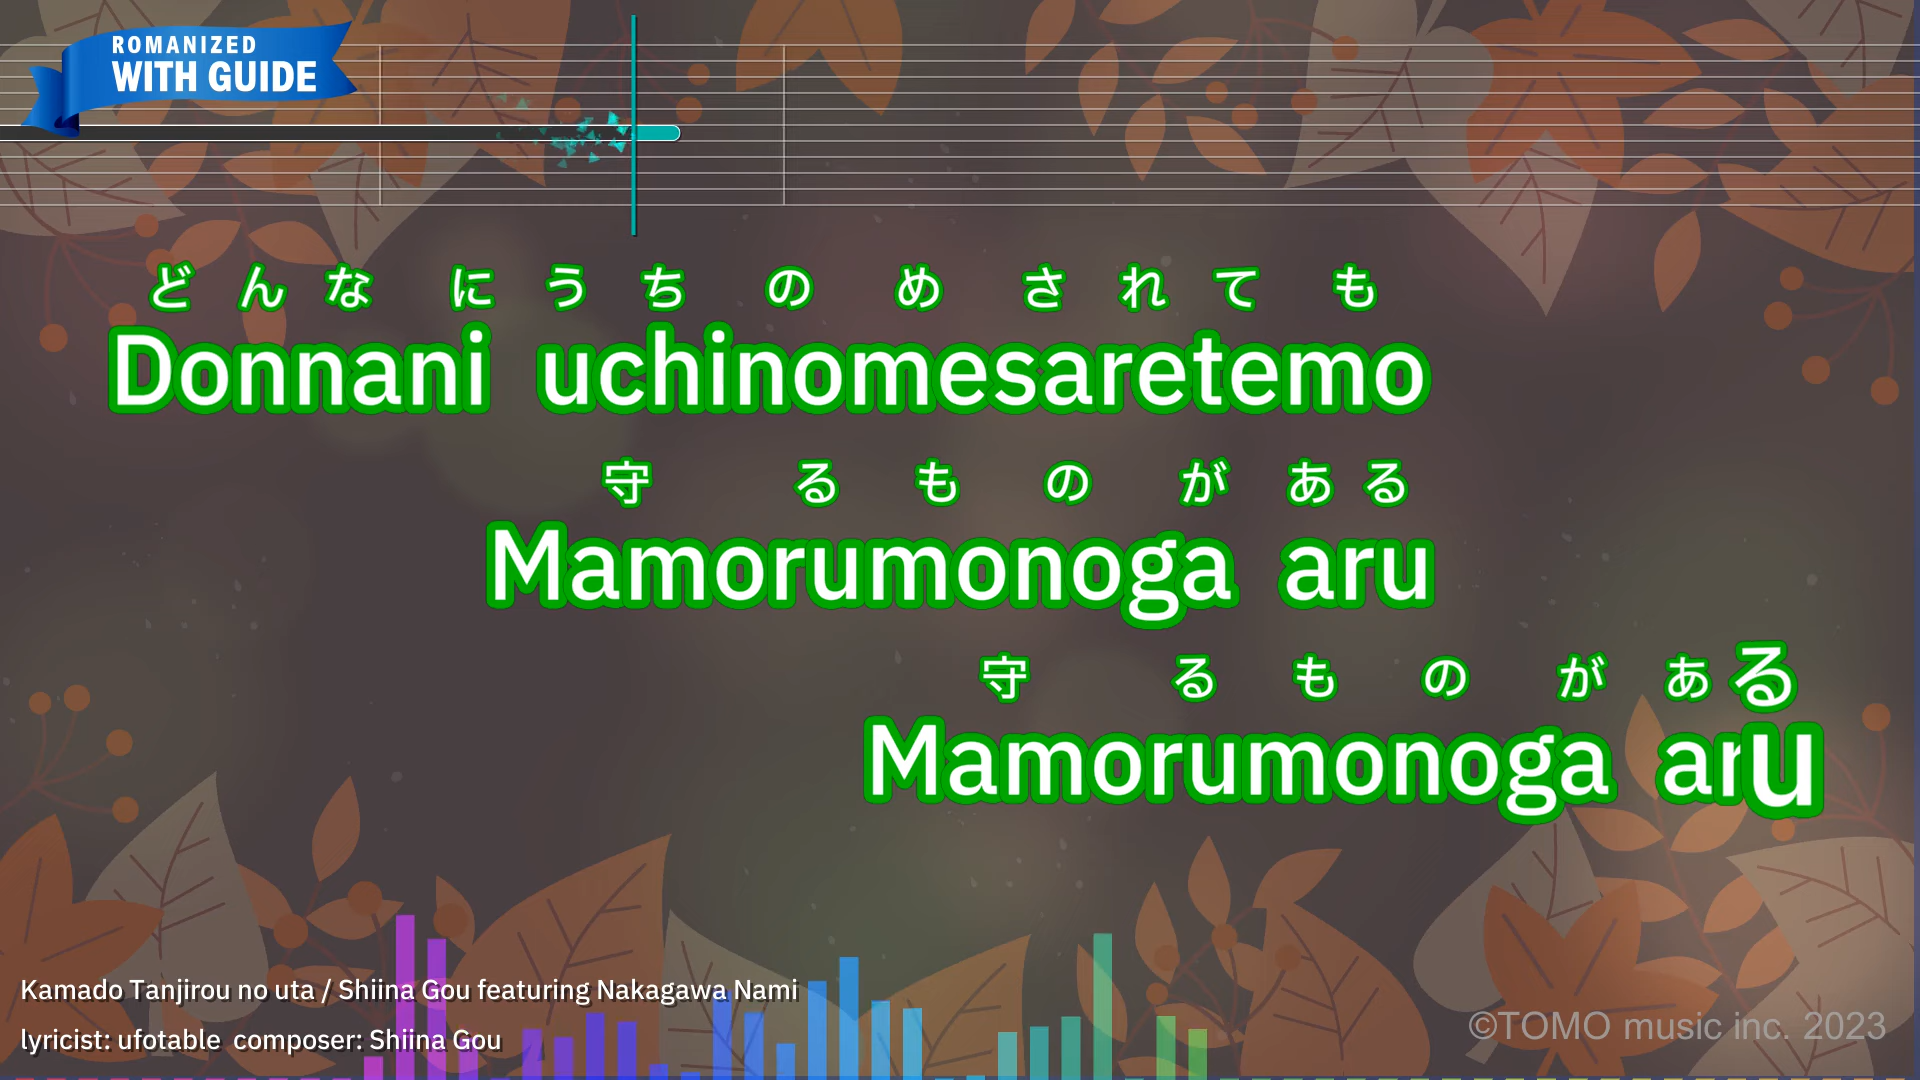 ROMANIZED
WITH GUIDE
どんなにうちのめされても
Donnani uchinomesaretemo
守るものがある
Mamorumonoga aru
守るものがある
Mamorumonoga aru
Kamado Tanjirou no uta / Shiina Gou featuring Nakagawa Nami
lyricist: ufotable composer: Shiina Gou
©TOMO music inc. 2023